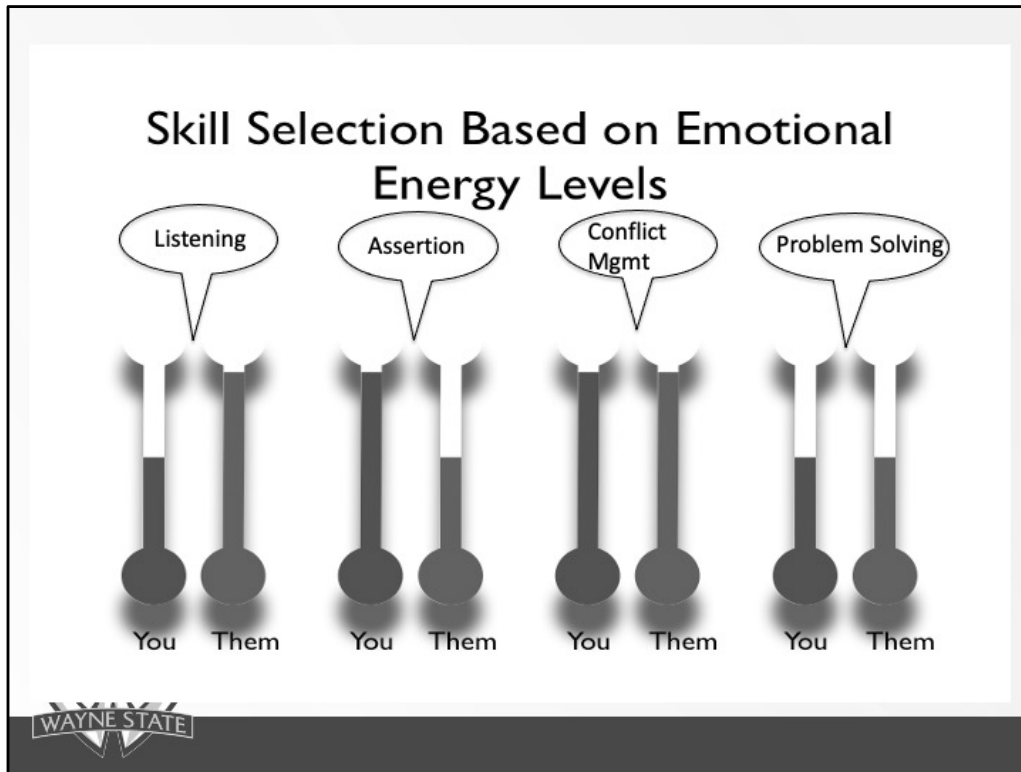 Skill Selection Based on Emotional
Energy Levels
Listening
Assertion
Conflict
Mgmt
Problem Solving
You Them You Them You Them You Them
WAYNE STATE